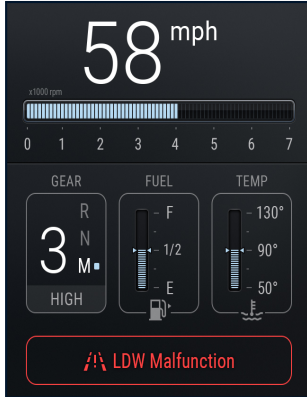 58 mph
x1000 rpm
0 1 2 3 4 5 6 7
GEAR FUEL TEMP
R F 130°
3 N 1/2 90°
M E 50°
HIGH
LDW Malfunction